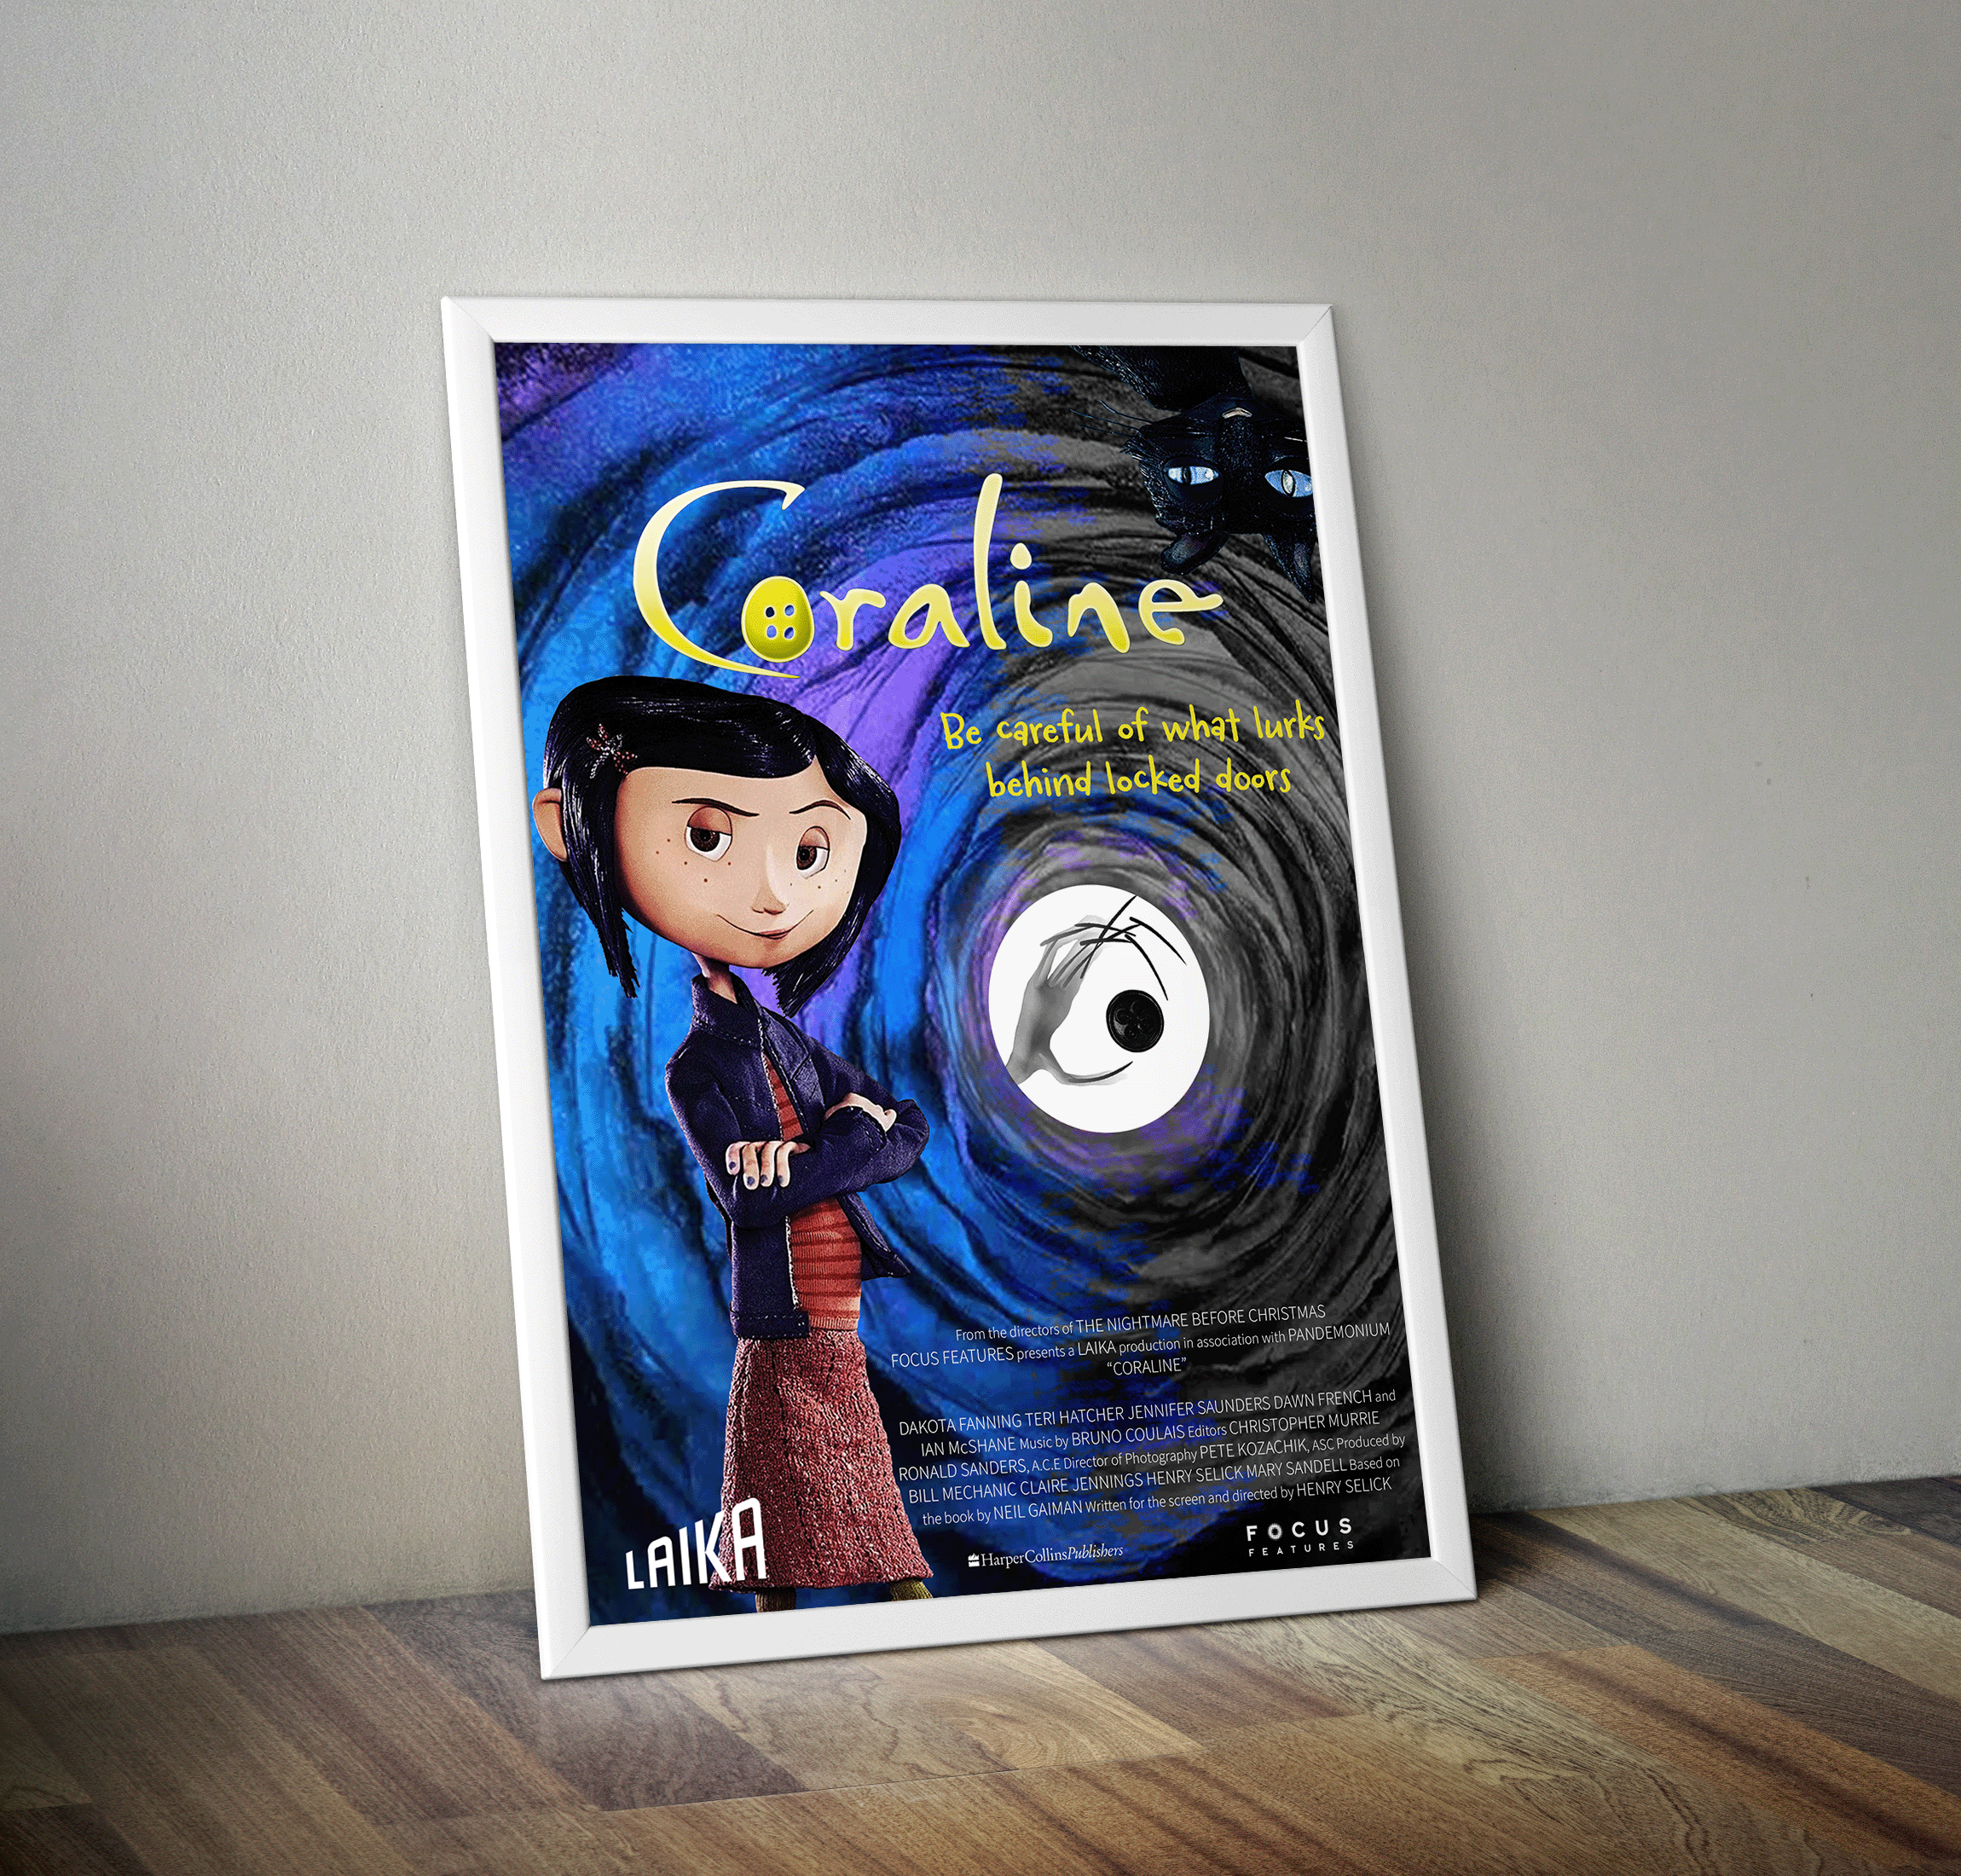 Coraline
Be careful of what lurks
behind locked doors
From the directors of THE NIGHTMARE BEFORE CHRISTMAS
FOCUS FEATURES presents a LAIKA production in association with PANDEMONIUM
“CORALINE”
DAKOTA FANNING TERI HATCHER JENNIFER SAUNDERS DAWN FRENCH and
IAN McSHANE Music by BRUNO COULAIS Editors CHRISTOPHER MURRIE
RONALD SANDERS, A.C.E Director of Photography PETE KOZACHIK, ASC Produced by
BILL MECHANIC CLAIRE JENNINGS HENRY SELICK MARY SANDELL Based on
the book by NEIL GAIMAN Written for the screen and directed by HENRY SELICK
LAIKA
HarperCollinsPublishers
FOCUS
FEATURES